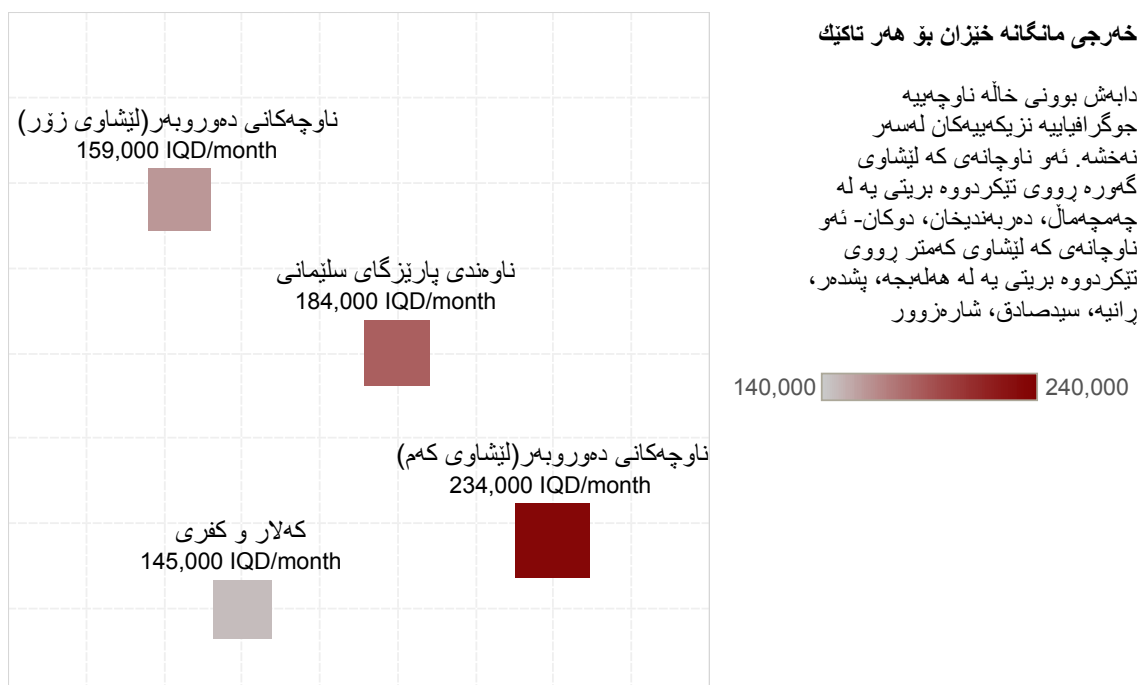 خەرجی مانگانە خێزان بۆ هەر تاکێك
دابەش بوونی خاڵە ناوچەییە
جوگرافیاییە نزیکەییەکان لەسەر
نەخشە. ئەو ناوچانەی کە لێشاوی
گەورە ڕووی تێکردووە بریتی یە لە
چەمچەماڵ، دەربەندیخان، دوکان- ئەو
ناوچانەی کە لێشاوی کەمتر ڕووی
تێکردووە بریتی یە لە هەلەبجە، پشدەر،
ڕانیە، سیدصادق، شارەزوور
140,000
240,000
ناوچەکانی دەوروبەر(لێشاوی زۆر)
159,000 IQD/month
ناوەندی پارێزگای سلێمانی
184,000 IQD/month
ناوچەکانی دەوروبەر(لێشاوی کەم)
234,000 IQD/month
کەلار و کفری
145,000 IQD/month